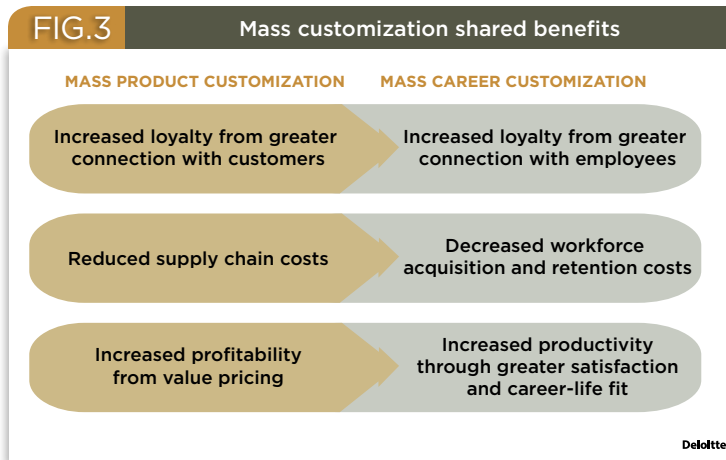 FIG.3
Mass customization shared benefits
MASS PRODUCT CUSTOMIZATION
MASS CAREER CUSTOMIZATION
Increased loyalty from greater
connection with customers
Increased loyalty from greater
connection with employees
Reduced supply chain costs
Decreased workforce
acquisition and retention costs
Increased profitability
from value pricing
Increased productivity
through greater satisfaction
and career-life fit
Deloitte